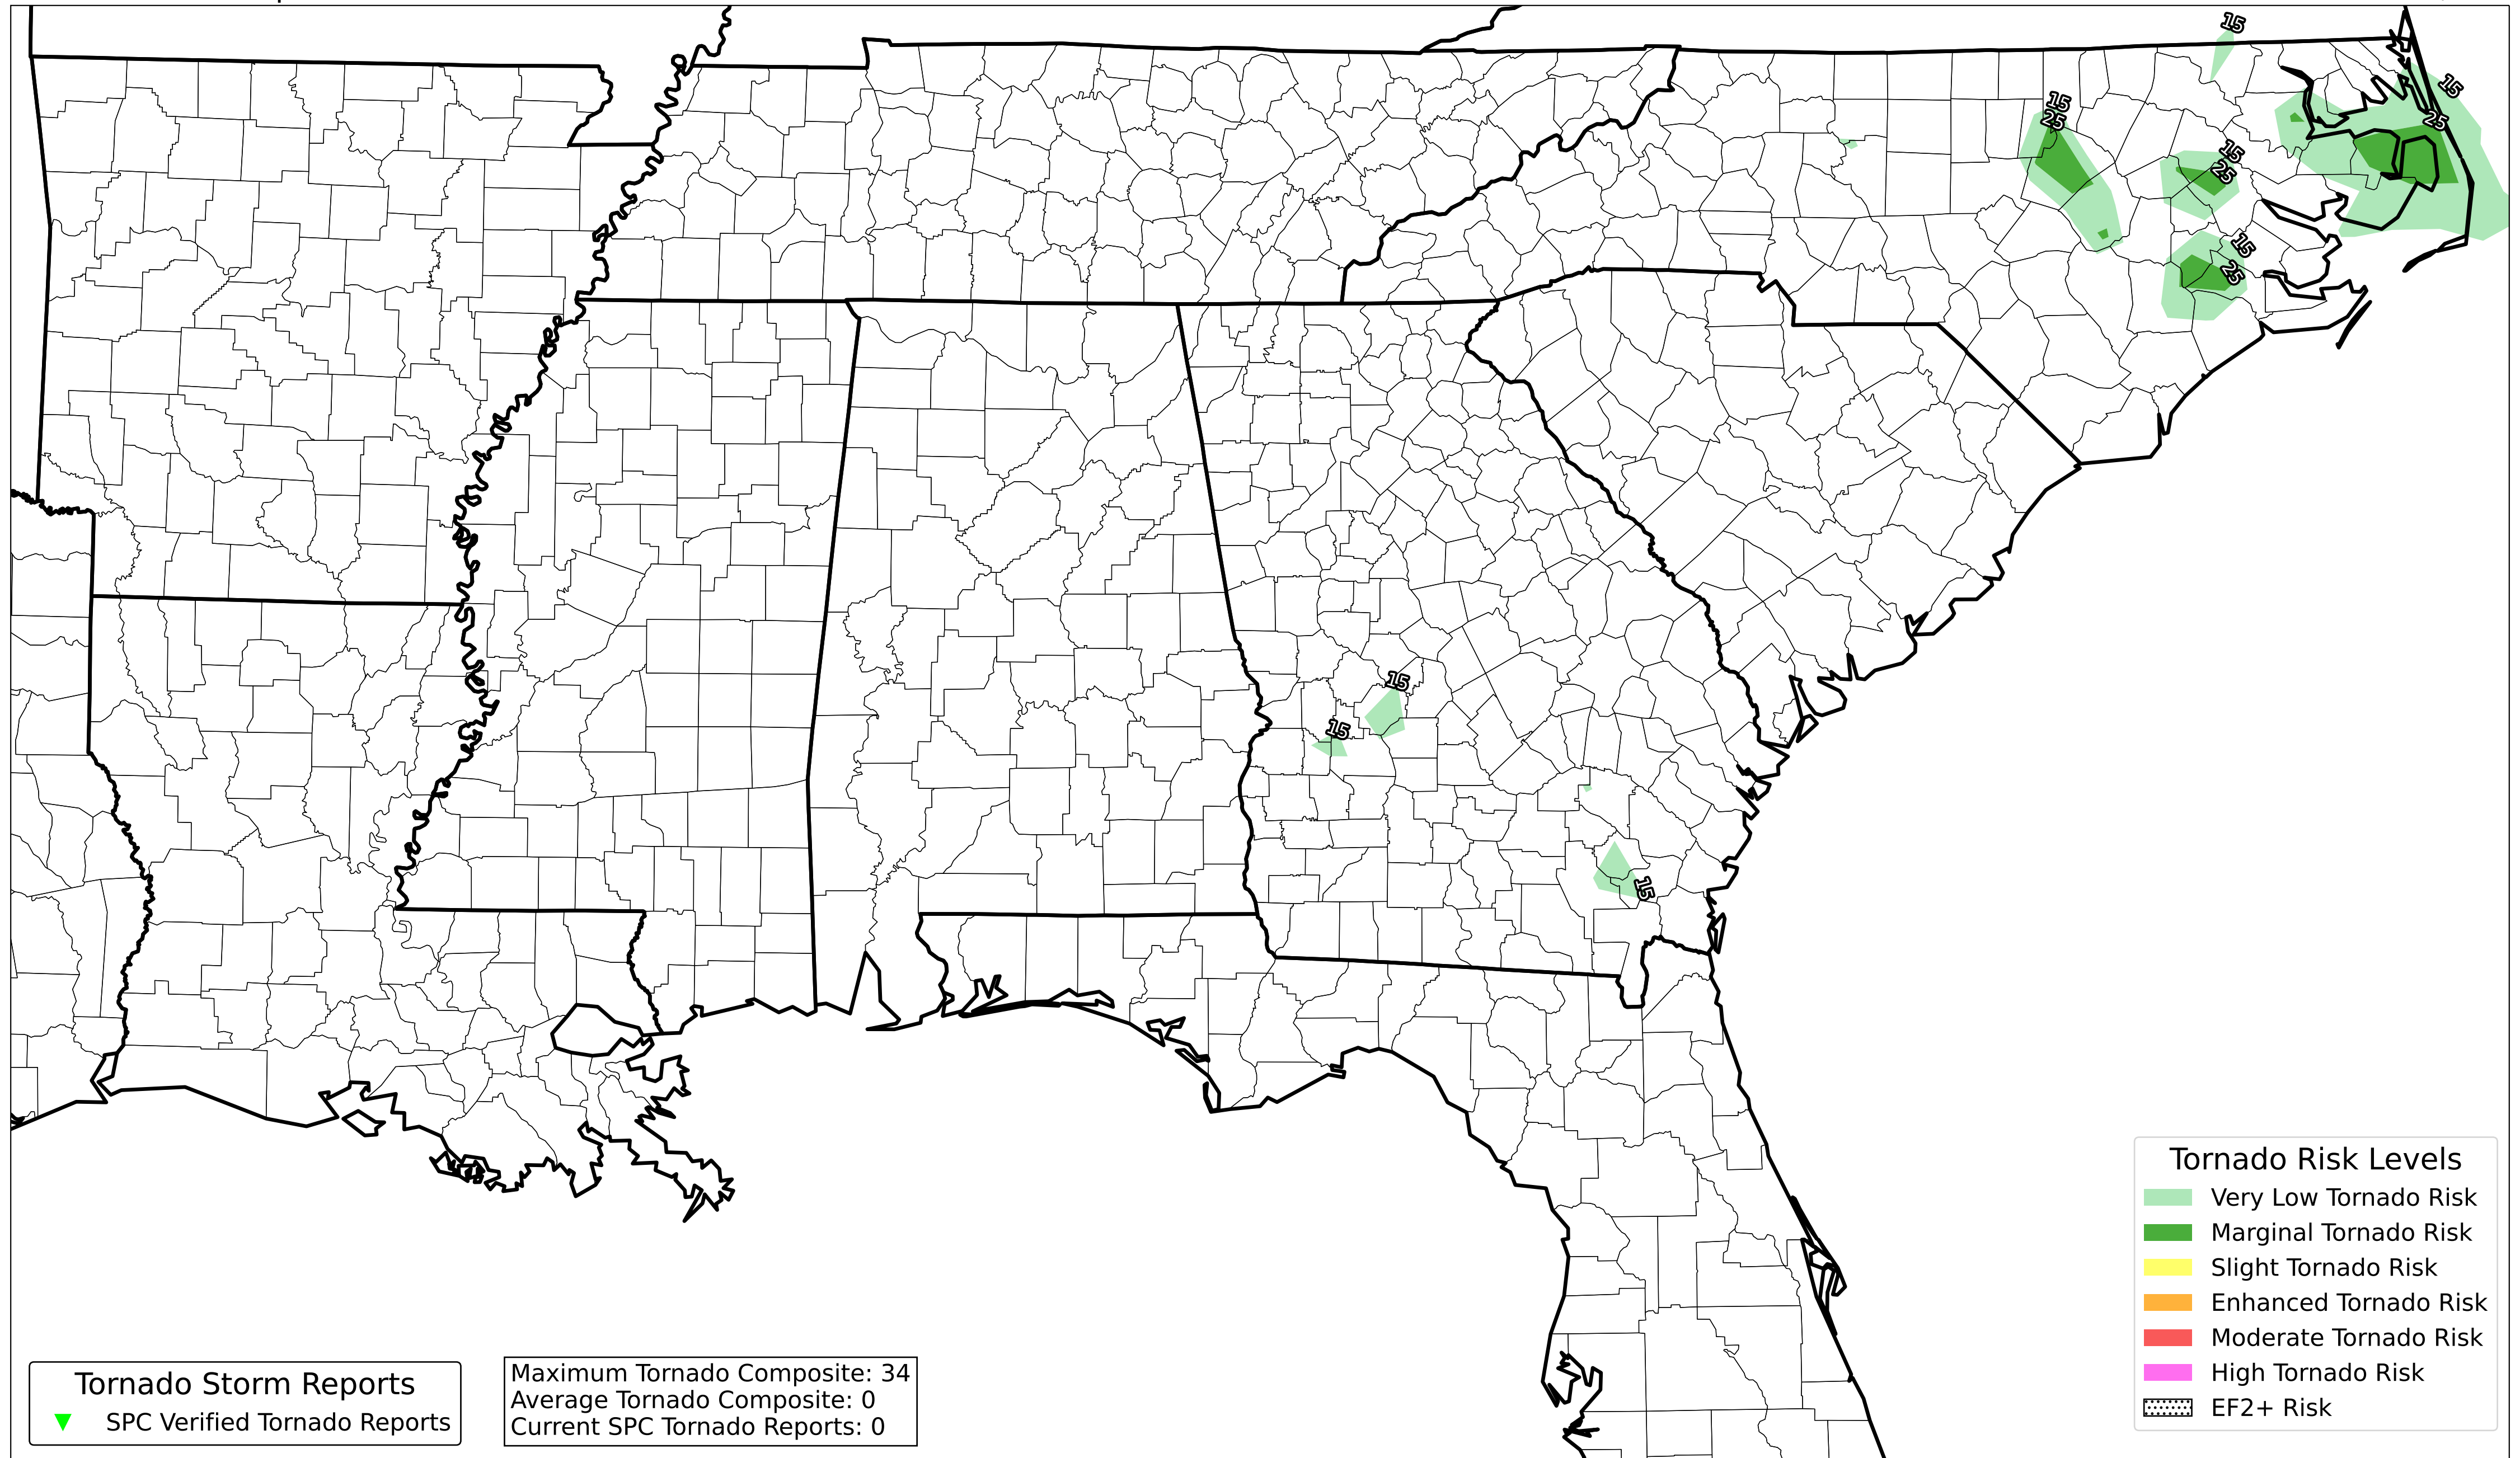 15
15
15
25
25
15
25
15
25
15
15
15
Tornado Risk Levels
Very Low Tornado Risk
Marginal Tornado Risk
Slight Tornado Risk
Enhanced Tornado Risk
Moderate Tornado Risk
High Tornado Risk
EF2+ Risk
Tornado Storm Reports
SPC Verified Tornado Reports
Maximum Tornado Composite: 34
Average Tornado Composite: 0
Current SPC Tornado Reports: 0